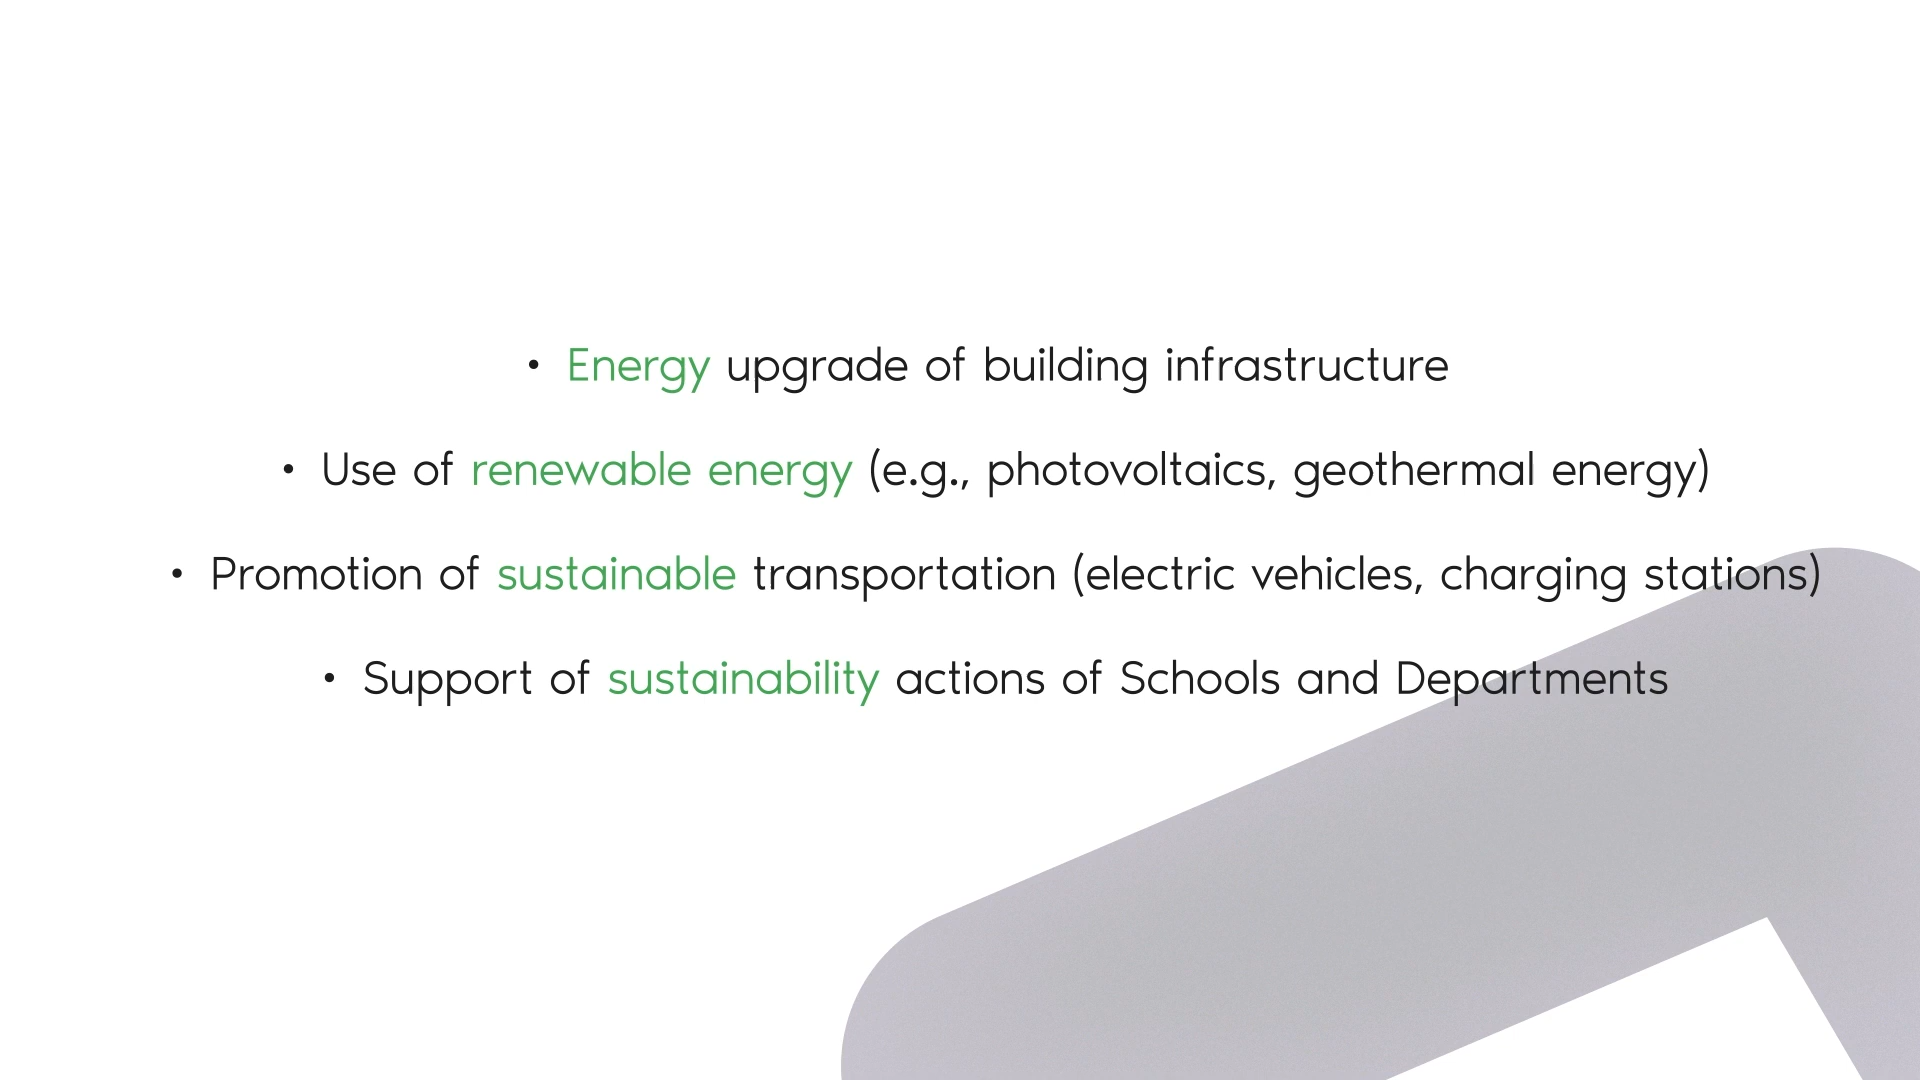 • Energy upgrade of building infrastructure
• Use of renewable energy (e.g., photovoltaics, geothermal energy)
• Promotion of sustainable transportation (electric vehicles, charging stations)
• Support of sustainability actions of Schools and Departments